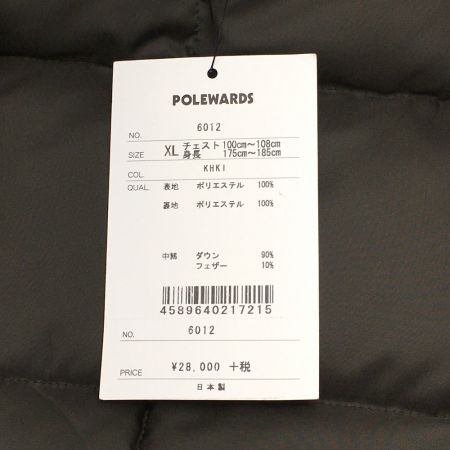 POLEWARDS
NO. 6012
SIZE XL チェスト 100cm～108cm
身長 175cm～185cm
COL. KHKI
QUAL. 表地 ポリエステル 100%
裏地 ポリエステル 100%
中綿 ダウン 90%
フェザー 10%
4589640217215
NO. 6012
PRICE ¥28,000 +税
日本製